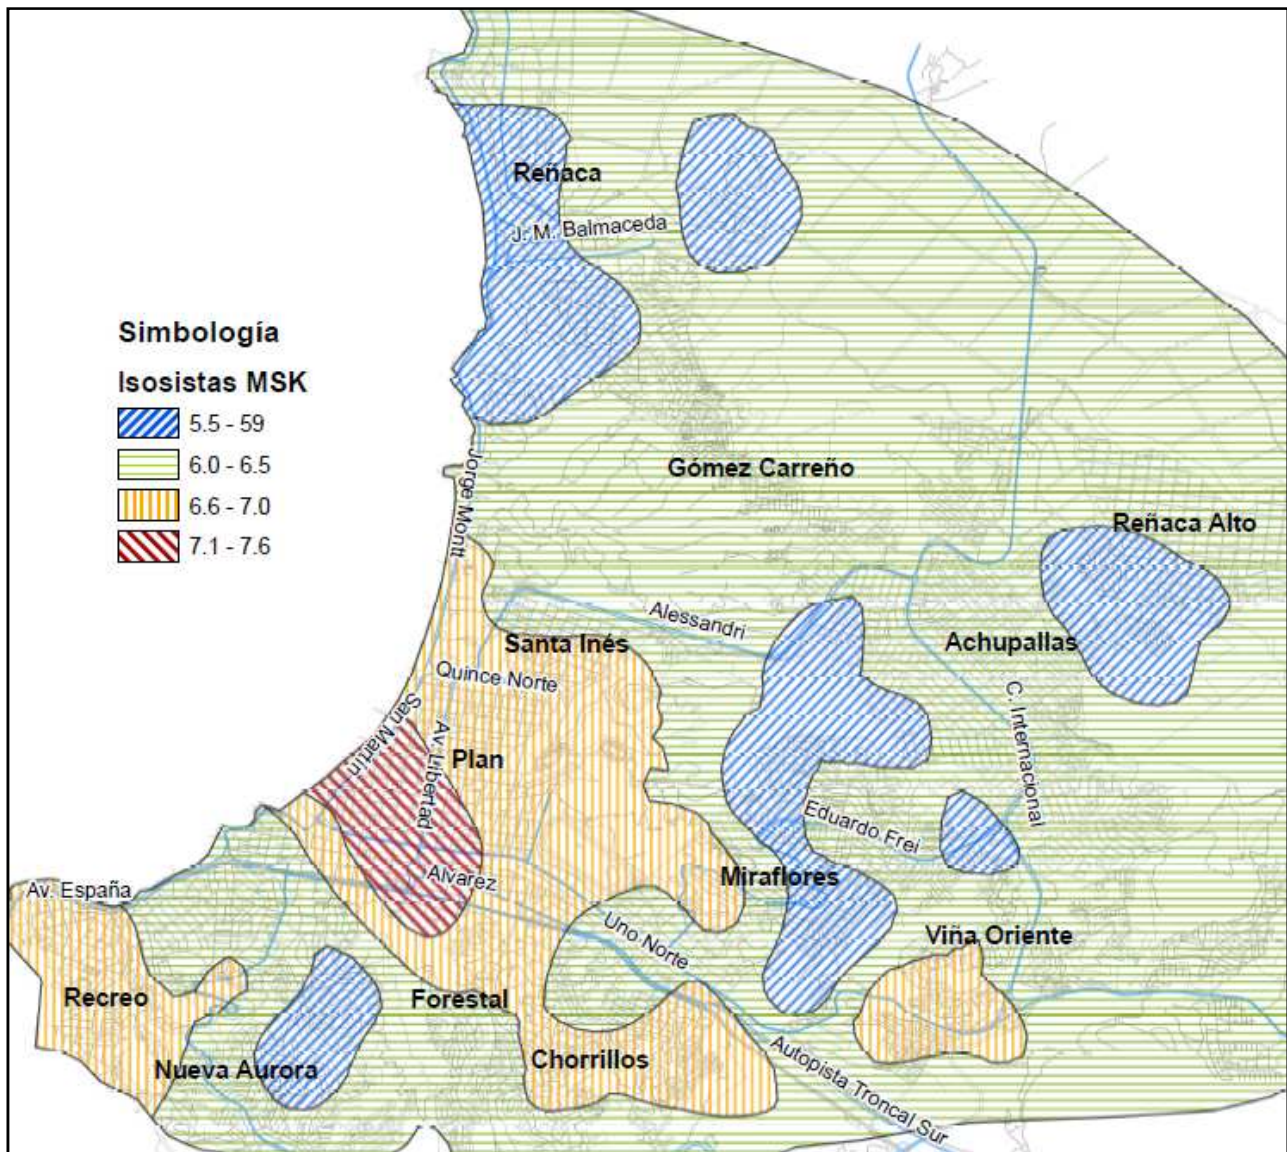 Reñaca
J. M. Balmaceda
Simbología
Isosistas MSK
5.5 - 59
6.0 - 6.5
6.6 - 7.0
7.1 - 7.6
Jorge Montt
Gómez Carreño
Reñaca Alto
Alessandri
Santa Inés
Achupallas
Quince Norte
San Martín
Av. Libertad
Plan
C. Internacional
Eduardo Frei
Alvarez
Miraflores
Av. España
Uno Norte
Viña Oriente
Recreo
Forestal
Nueva Aurora
Chorrillos
Autopista Troncal Sur